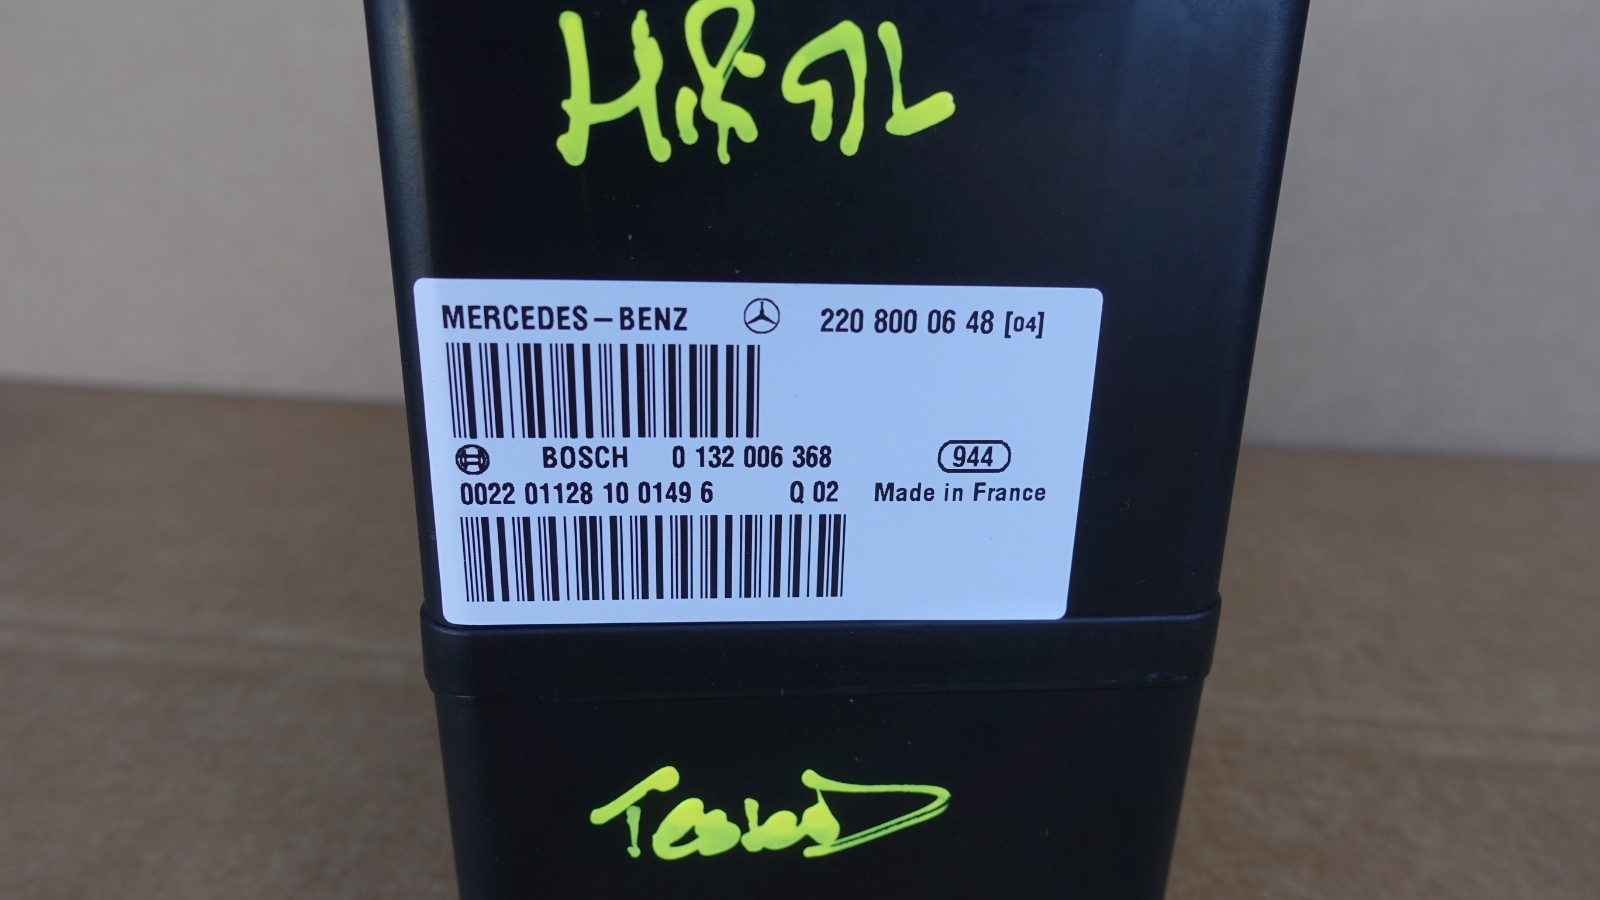 MERCEDES-BENZ 220 800 06 48 [04]
BOSCH 0 132 006 368 944
0022 01128 10 0149 6 Q 02 Made in France
TesteD